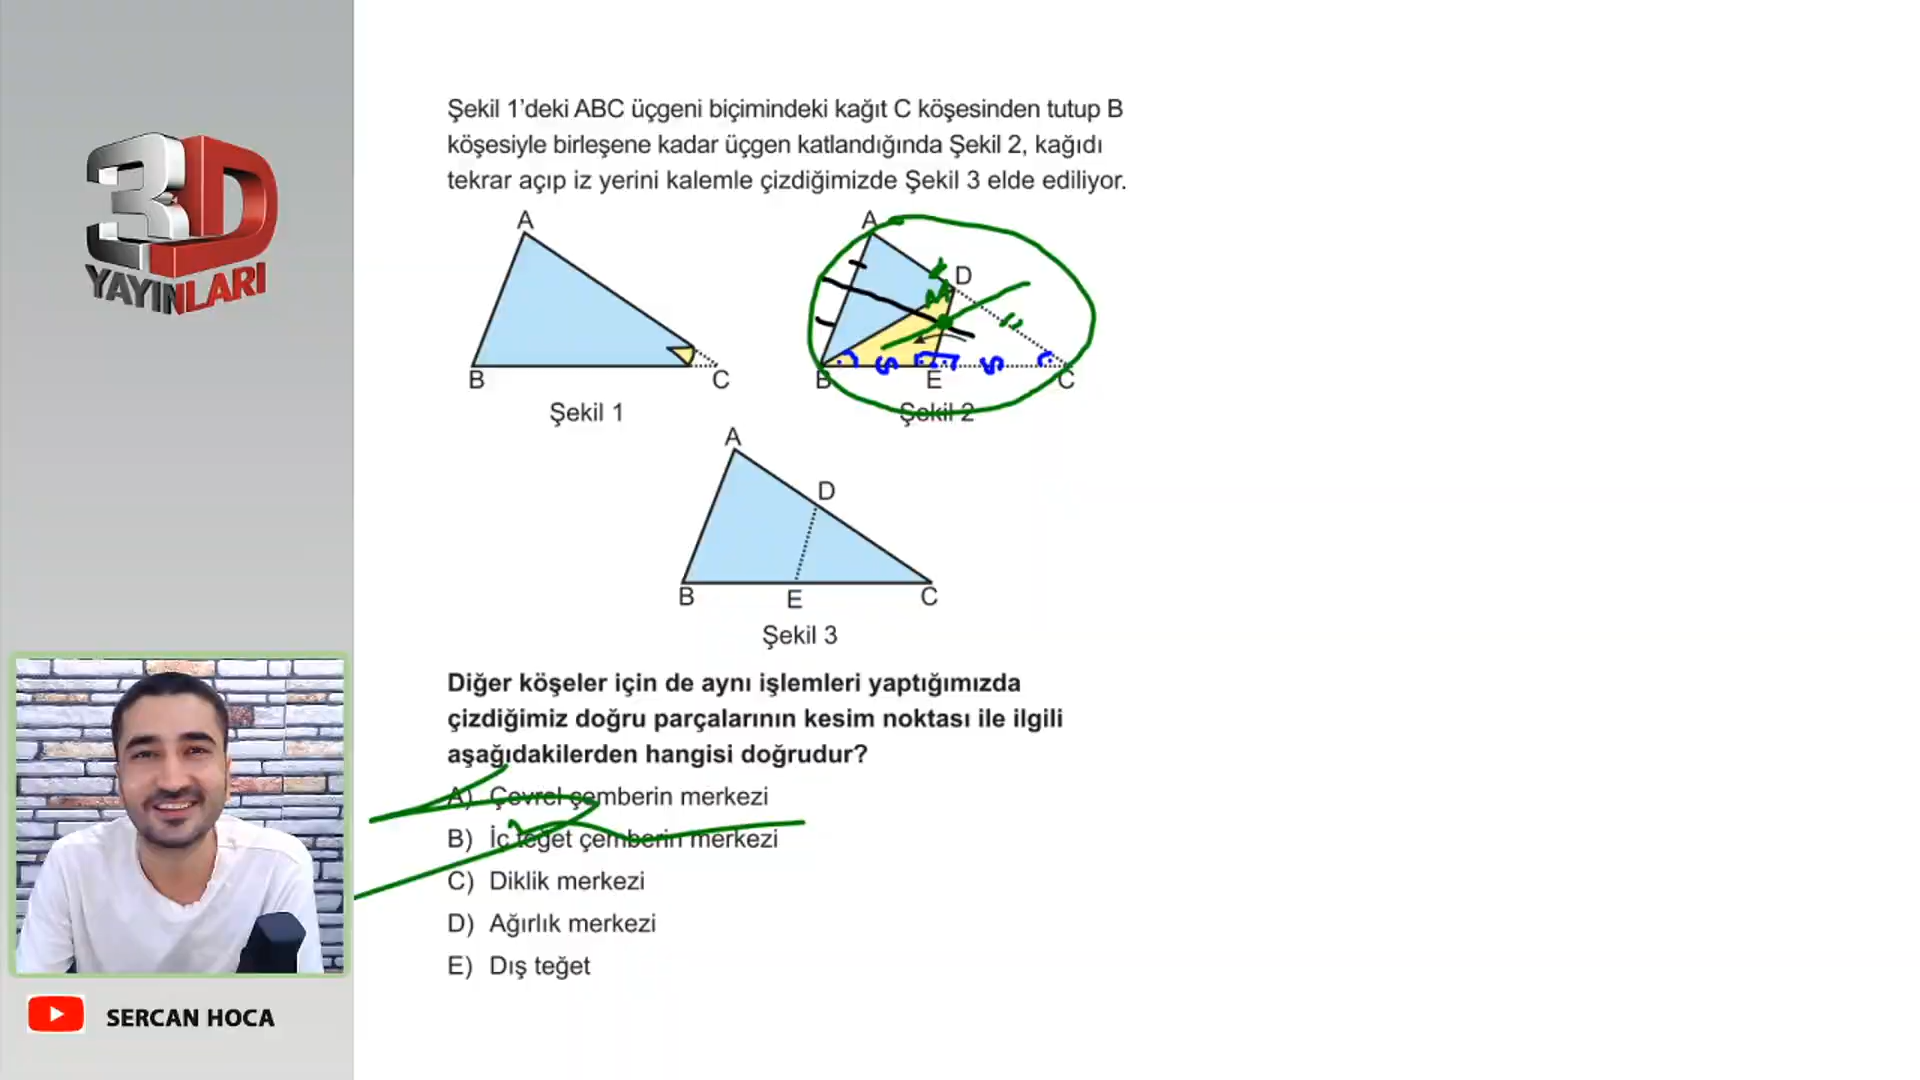 3D
YAYINLARI
Şekil 1'deki ABC üçgeni biçimindeki kağıt C köşesinden tutup B
köşesiyle birleşene kadar üçgen katlandığında Şekil 2, kağıdı
tekrar açıp iz yerini kalemle çizdiğimizde Şekil 3 elde ediliyor.
A
B
C
Şekil 1
A
D
B
E
C
Şekil 2
A
D
B
E
C
Şekil 3
Diğer köşeler için de aynı işlemleri yaptığımızda
çizdiğimiz doğru parçalarının kesim noktası ile ilgili
aşağıdakilerden hangisi doğrudur?
A) Çevrel çemberin merkezi
B) İç teğet çemberin merkezi
C) Diklik merkezi
D) Ağırlık merkezi
E) Dış teğet
SERCAN HOCA